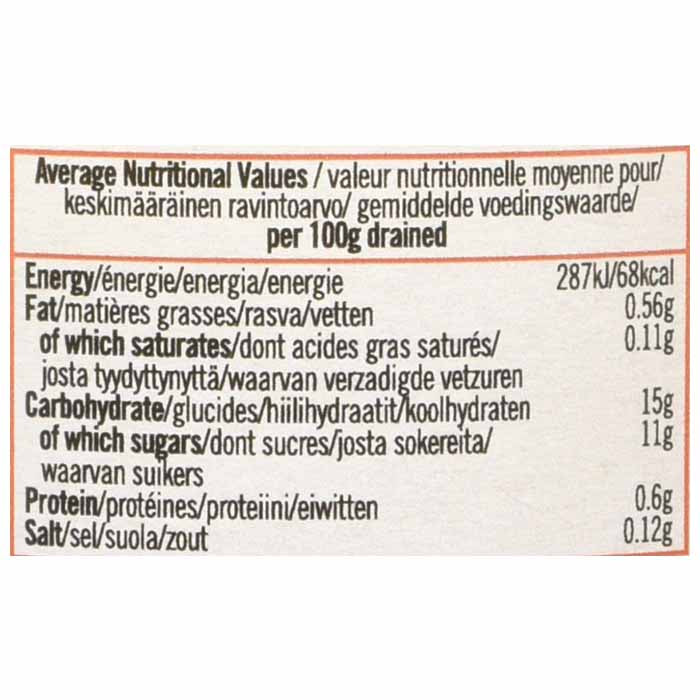 Average Nutritional Values / valeur nutritionnelle moyenne pour/
keskimääräinen ravintoarvo/ gemiddelde voedingswaarde/
per 100g drained
Energy/énergie/energia/energie 287kJ/68kcal
Fat/matières grasses/rasva/vetten 0.56g
of which saturates/dont acides gras saturés/ 0.11g
josta tyydyttynyttä/waarvan verzadigde vetzuren
Carbohydrate/glucides/hiilihydraatit/koolhydraten 15g
of which sugars/dont sucres/josta sokereita/ 11g
waarvan suikers
Protein/protéines/proteiini/eiwitten 0.6g
Salt/sel/suola/zout 0.12g